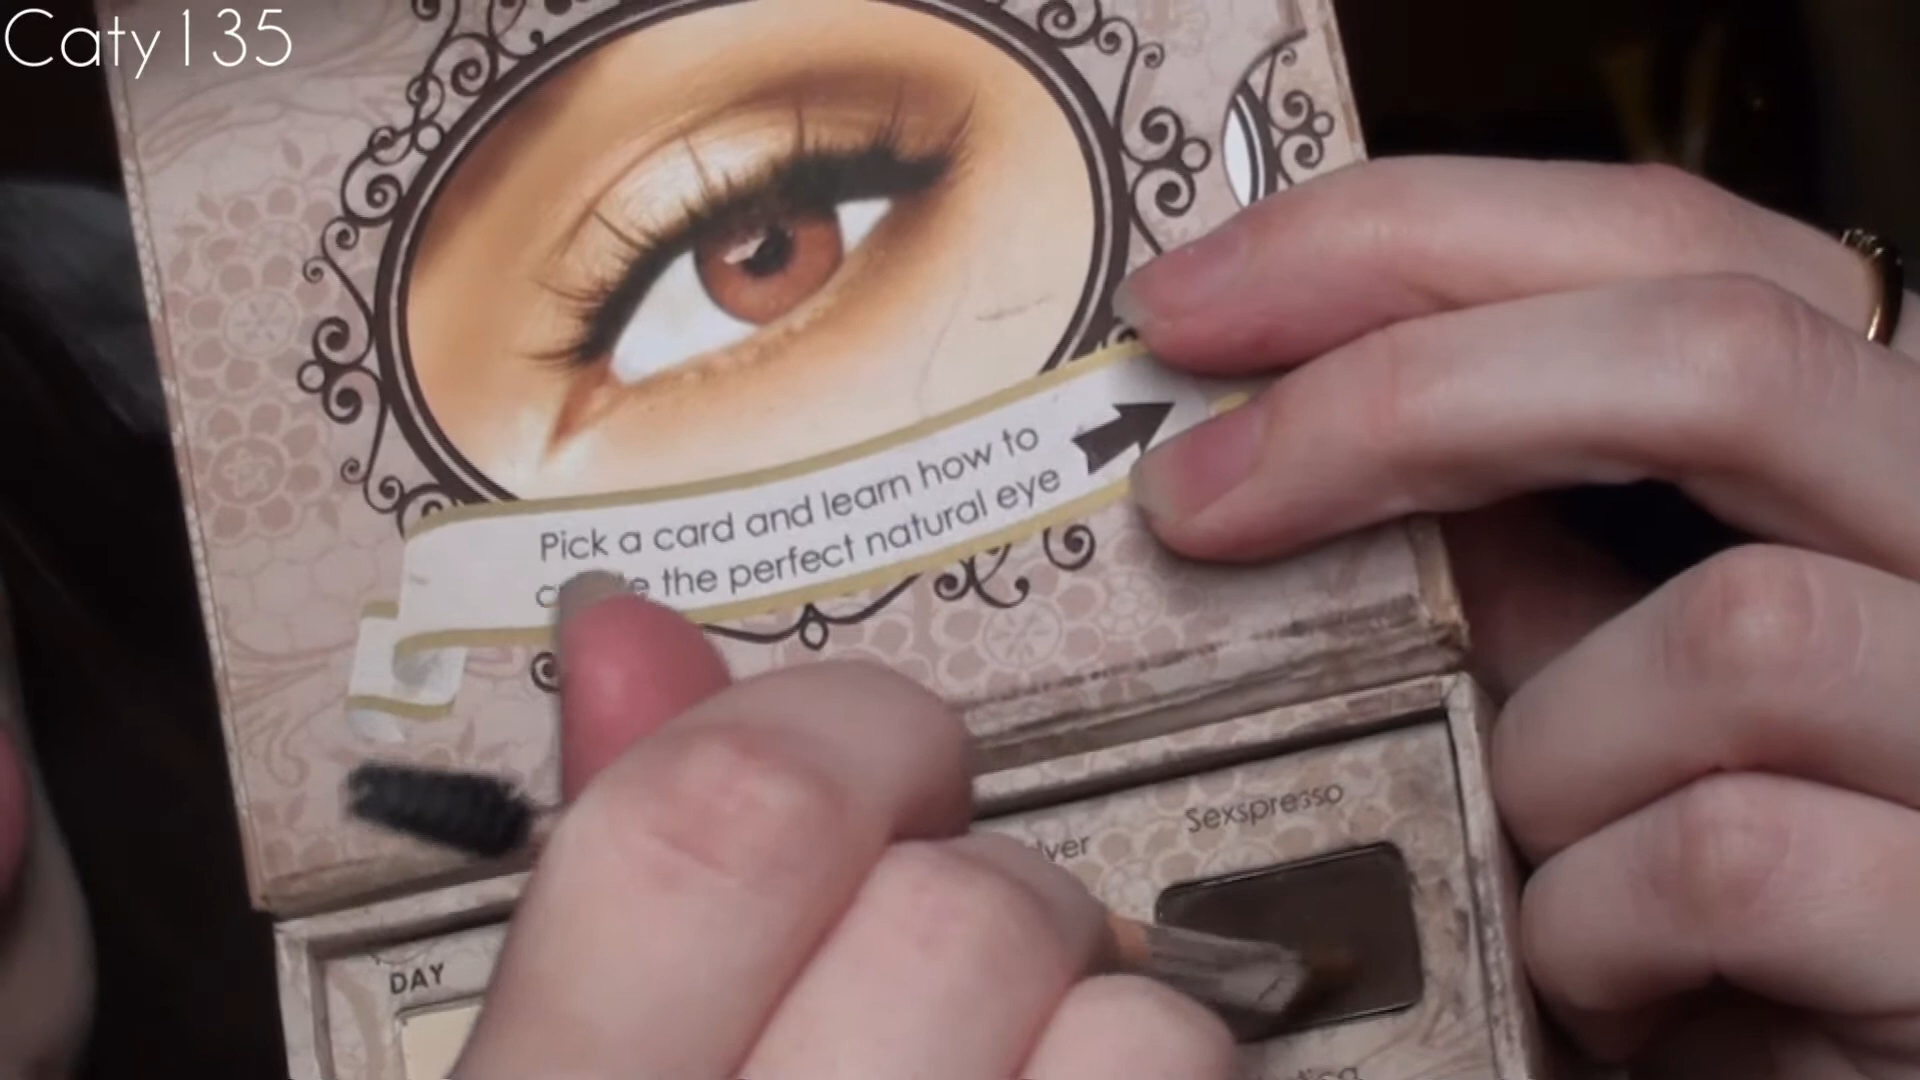 Caty135
Pick a card and learn how to
the perfect natural eye
Sexspresso
DAY